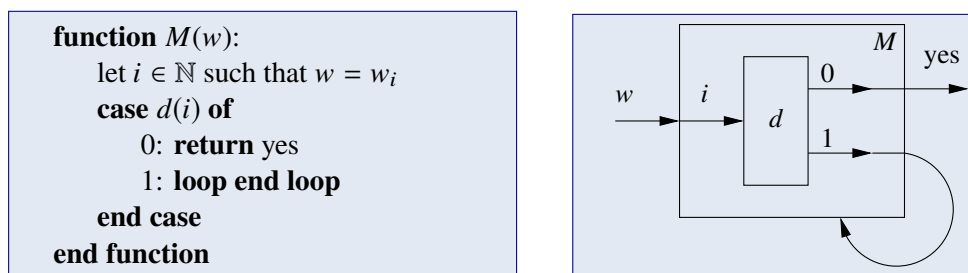 function M(w):
let i ∈ ℕ such that w = wᵢ
case d(i) of
0: return yes
1: loop end loop
end case
end function
M
yes
0
w
i
d
1